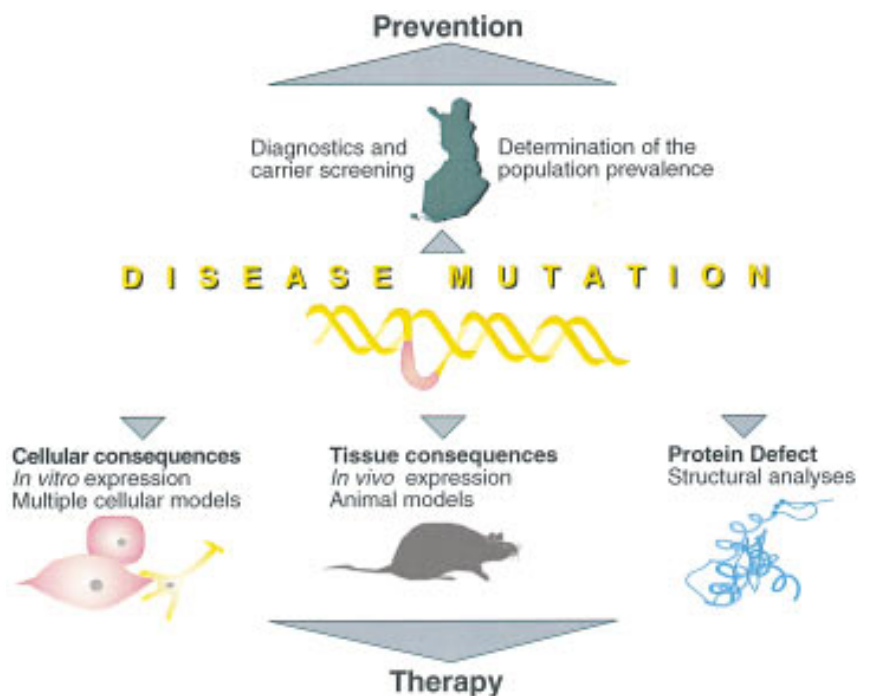 Prevention
Diagnostics and
carrier screening
Determination of the
population prevalence
DISEASE MUTATION
Cellular consequences
In vitro expression
Multiple cellular models
Tissue consequences
In vivo expression
Animal models
Protein Defect
Structural analyses
Therapy